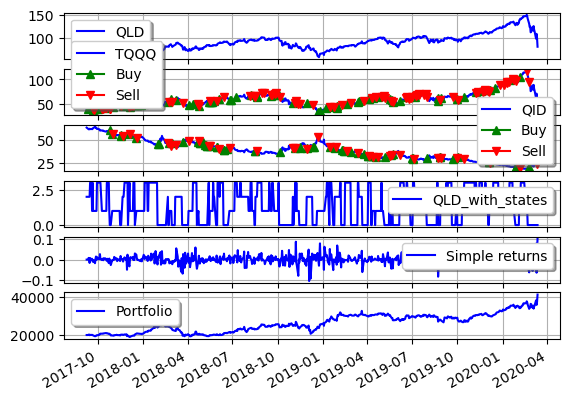 150
100
QLD
TQQQ
Buy
Sell
100
50
QID
Buy
Sell
50
25
2.5
0.0
QLD_with_states
0.1
0.0
−0.1
Simple returns
40000
20000
Portfolio
2017-10
2018-01
2018-04
2018-07
2018-10
2019-01
2019-04
2019-07
2019-10
2020-01
2020-04